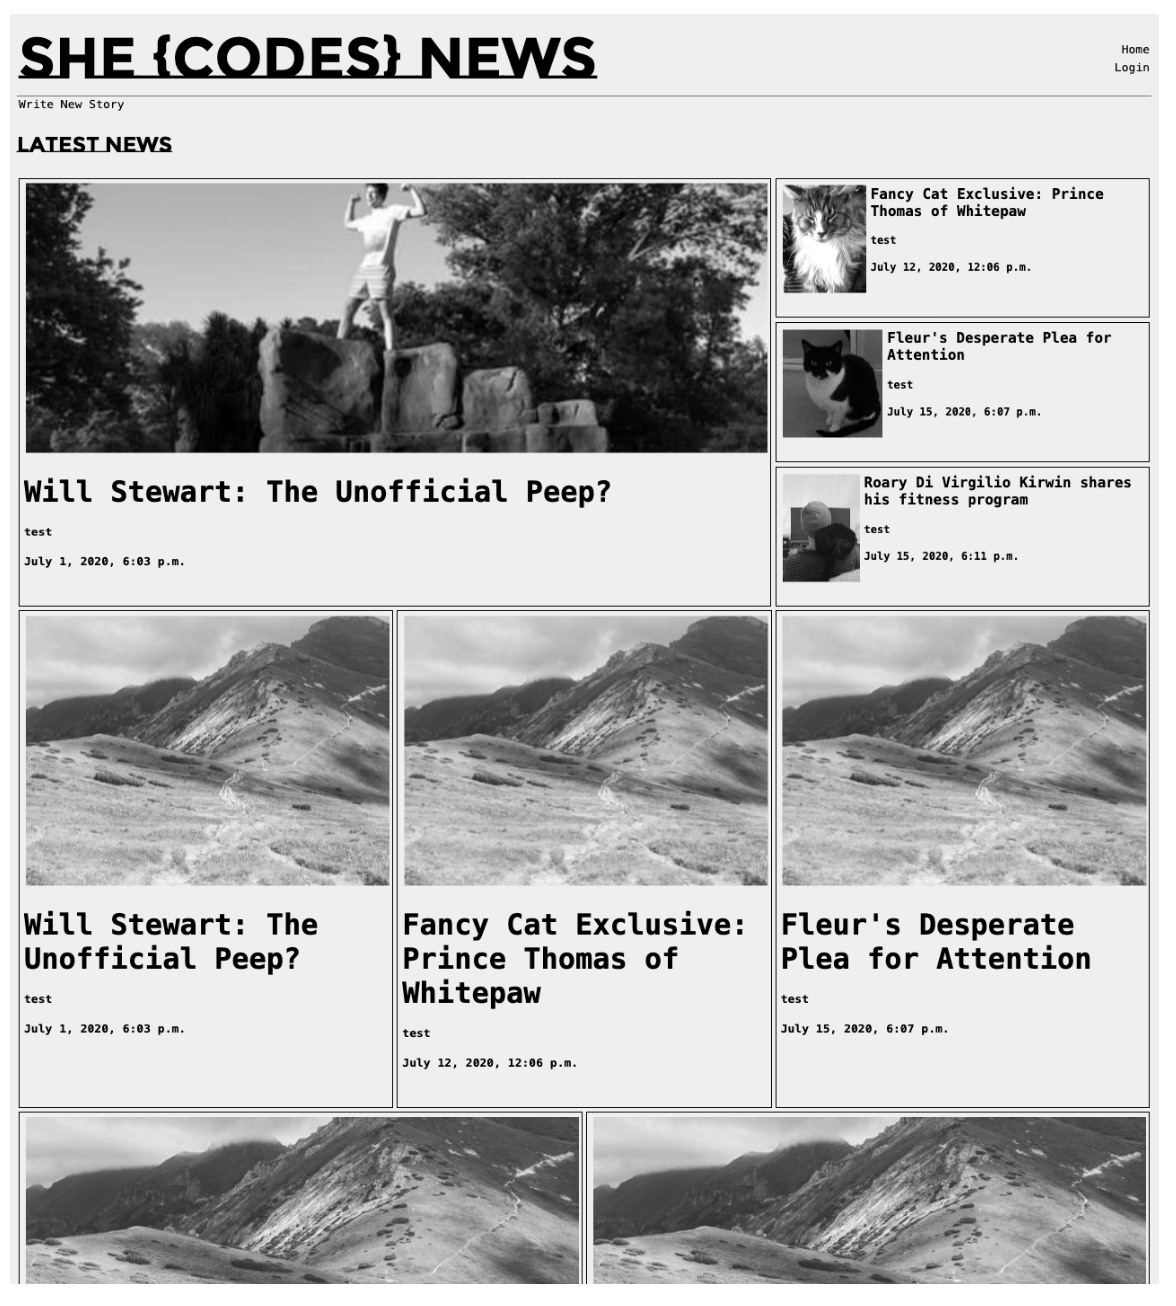 SHE {CODES} NEWS
Home
Login
Write New Story
LATEST NEWS
Will Stewart: The Unofficial Peep?
test
July 1, 2020, 6:03 p.m.
Fancy Cat Exclusive: Prince
Thomas of Whitepaw
test
July 12, 2020, 12:06 p.m.
Fleur's Desperate Plea for
Attention
test
July 15, 2020, 6:07 p.m.
Roary Di Virgilio Kirwin shares
his fitness program
test
July 15, 2020, 6:11 p.m.
Will Stewart: The
Unofficial Peep?
test
July 1, 2020, 6:03 p.m.
Fancy Cat Exclusive:
Prince Thomas of
Whitepaw
test
July 12, 2020, 12:06 p.m.
Fleur's Desperate
Plea for Attention
test
July 15, 2020, 6:07 p.m.